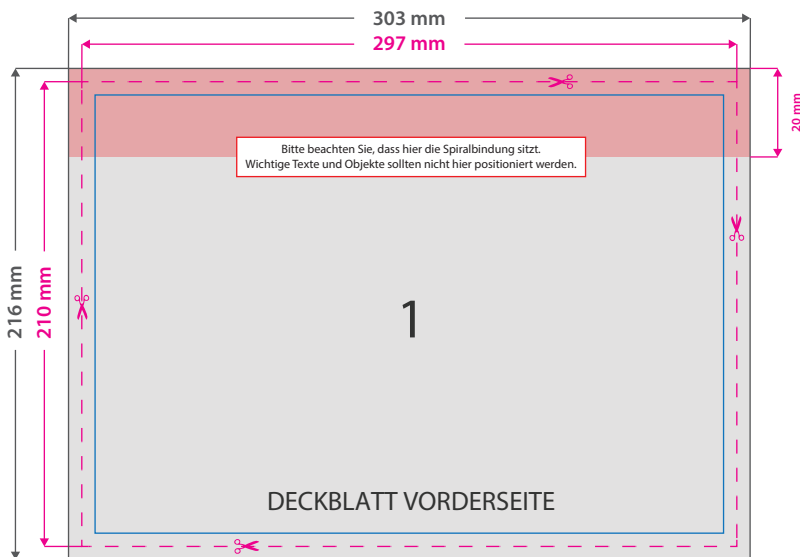 303 mm
297 mm
20 mm
Bitte beachten Sie, dass hier die Spiralbindung sitzt.
Wichtige Texte und Objekte sollten nicht hier positioniert werden.
216 mm
210 mm
1
DECKBLATT VORDERSEITE